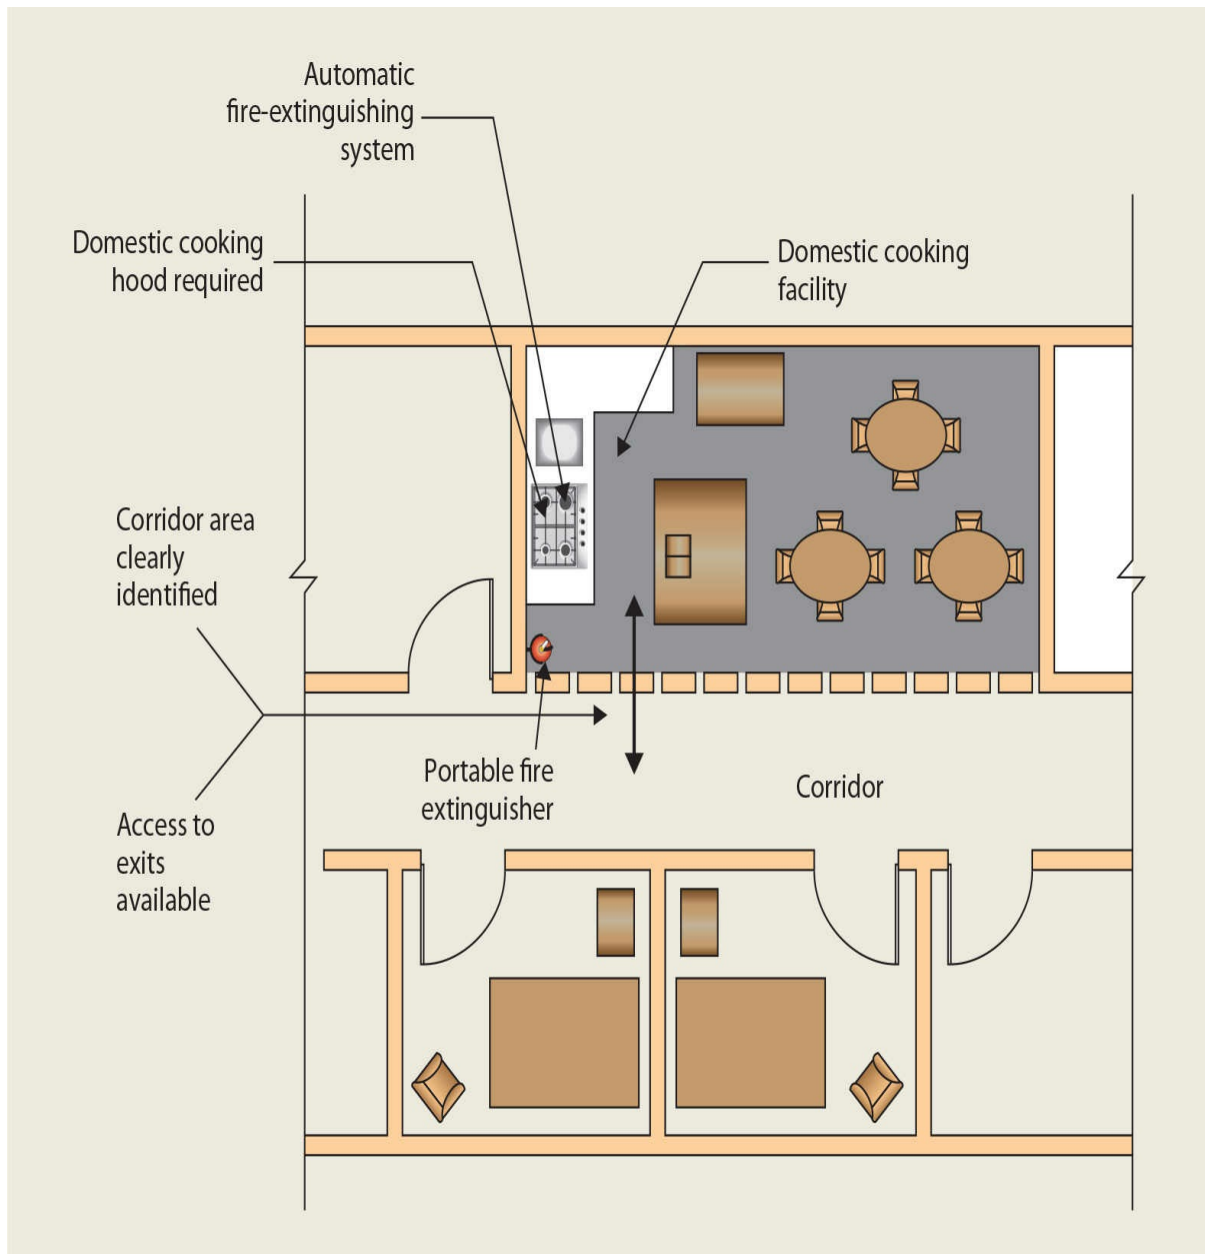 Automatic
fire-extinguishing
system
Domestic cooking
hood required
Domestic cooking
facility
Corridor area
clearly
identified
Portable fire
extinguisher
Corridor
Access to
exits
available